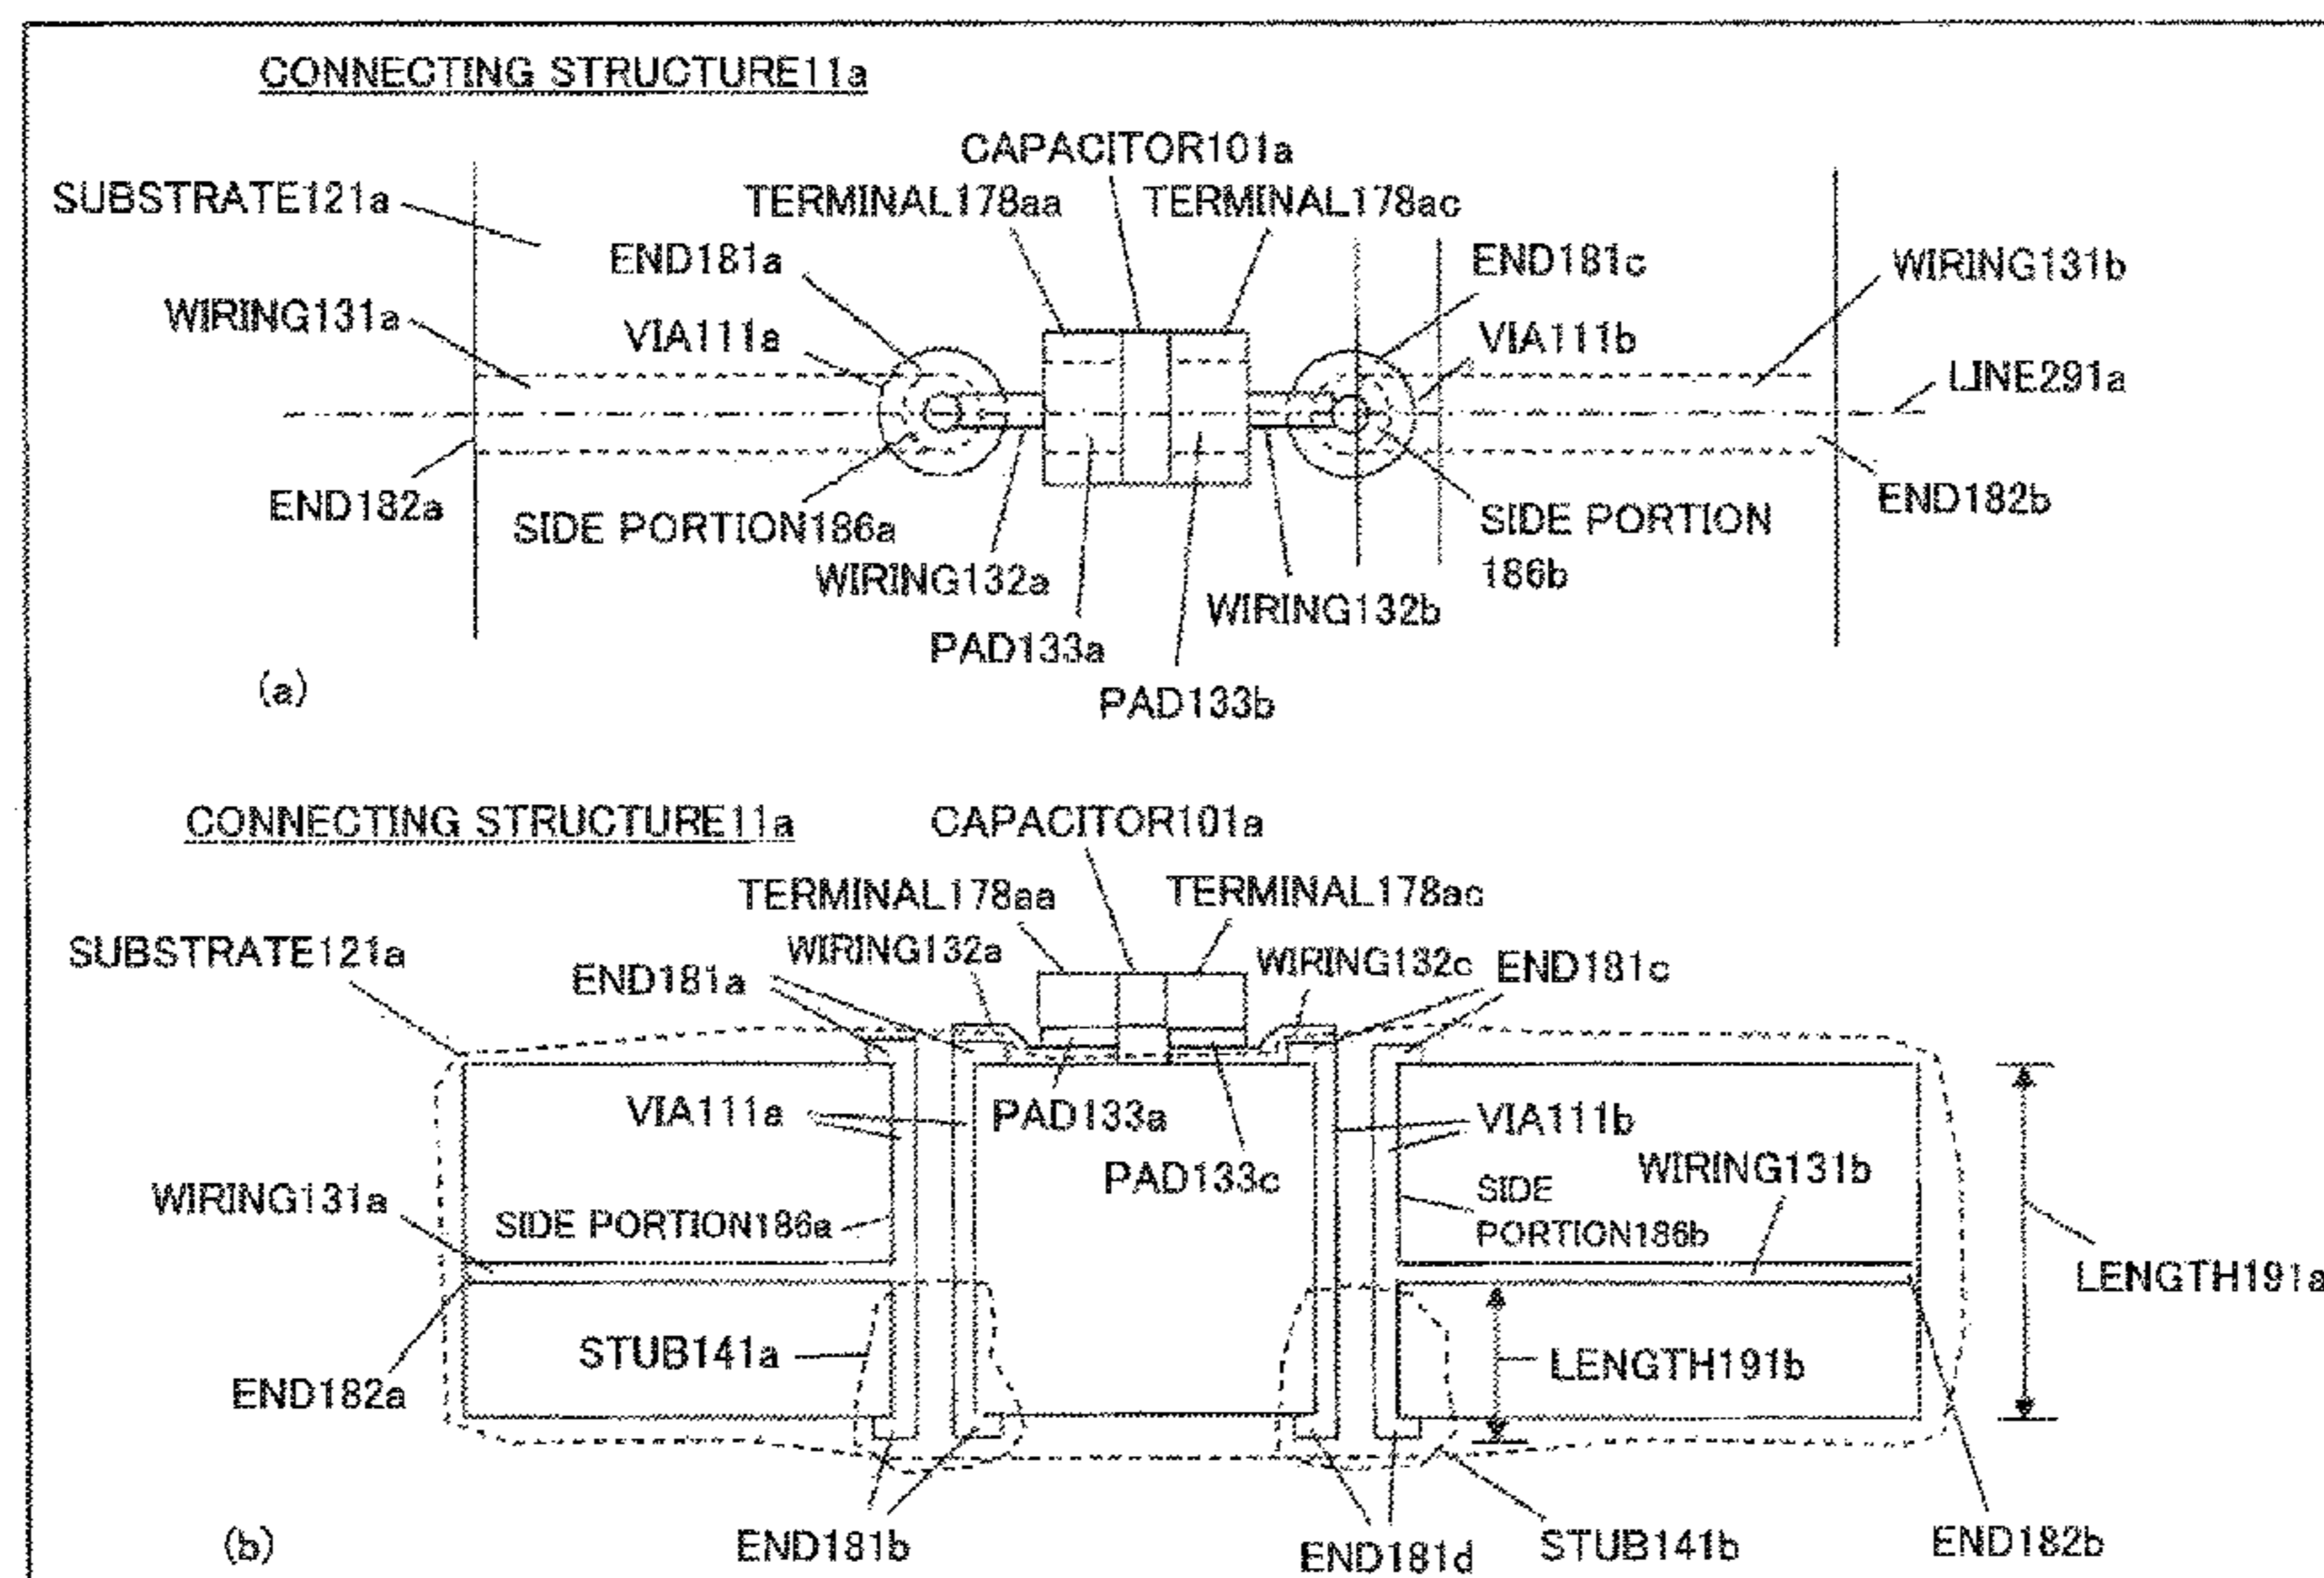 CONNECTING STRUCTURE11a
CAPACITOR101a
SUBSTRATE121a
TERMINAL178aa
TERMINAL178ac
END181a
END181c
WIRING131b
WIRING131a
VIA111a
VIA111b
LINE291a
END182a
SIDE PORTION186a
SIDE PORTION
186b
END182b
WIRING132a
WIRING132b
PAD133a
PAD133b
(a)
CONNECTING STRUCTURE11a
CAPACITOR101a
TERMINAL178aa
TERMINAL178ac
SUBSTRATE121a
WIRING132a
WIRING132c
END181a
END181c
VIA111a
PAD133a
VIA111b
PAD133c
WIRING131b
WIRING131a
SIDE PORTION186a
SIDE
PORTION186b
LENGTH191a
STUB141a
LENGTH191b
END182a
END181b
END181d
STUB141b
END182b
(b)